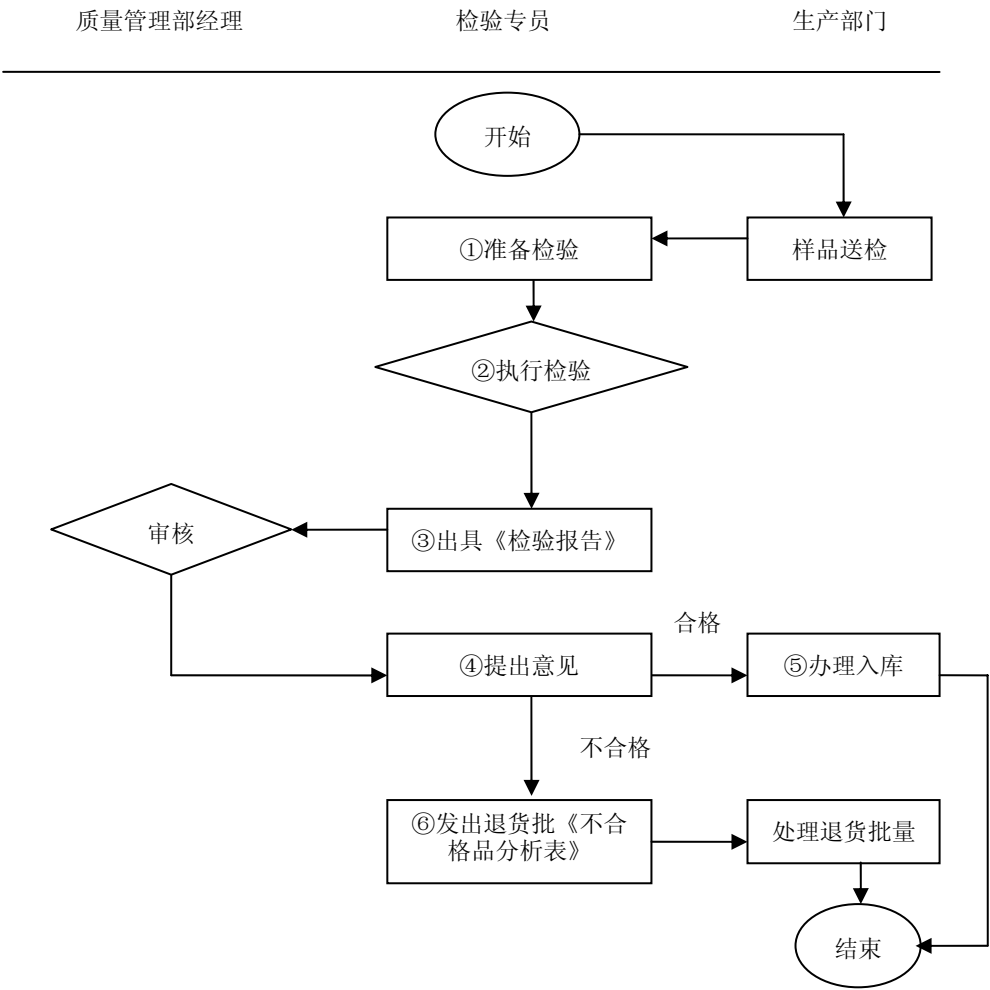 质量管理部经理
检验专员
生产部门
开始
①准备检验
样品送检
②执行检验
审核
③出具《检验报告》
合格
④提出意见
⑤办理入库
不合格
⑥发出退货批《不合
格品分析表》
处理退货批量
结束